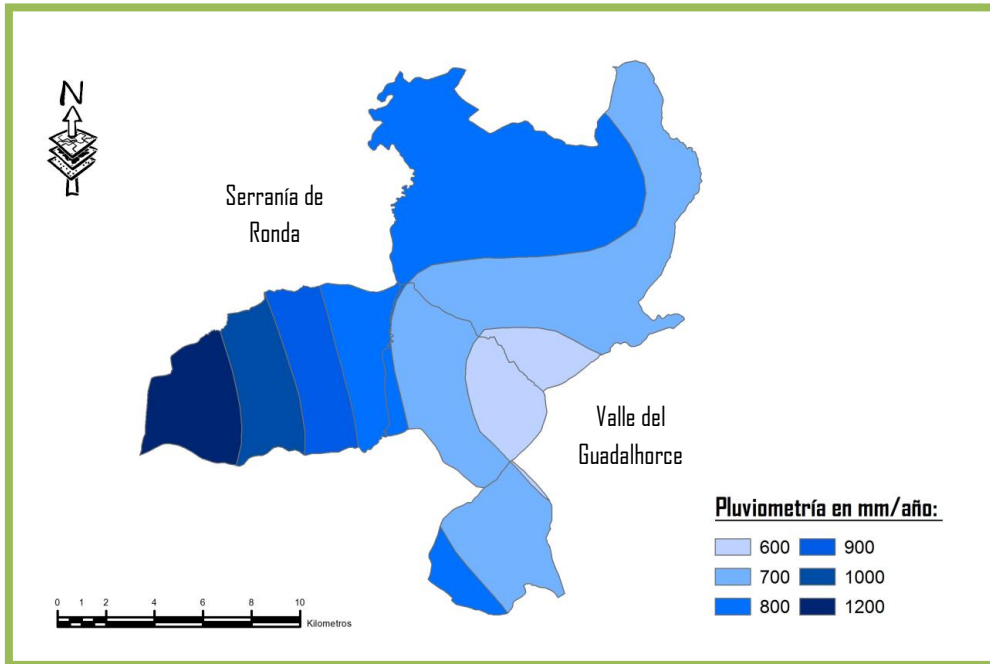 N
Serranía de
Ronda
Valle del
Guadalhorce
Pluviometría en mm/año:
600 900
700 1000
800 1200
0 1 2 4 6 8 10
Kilometros